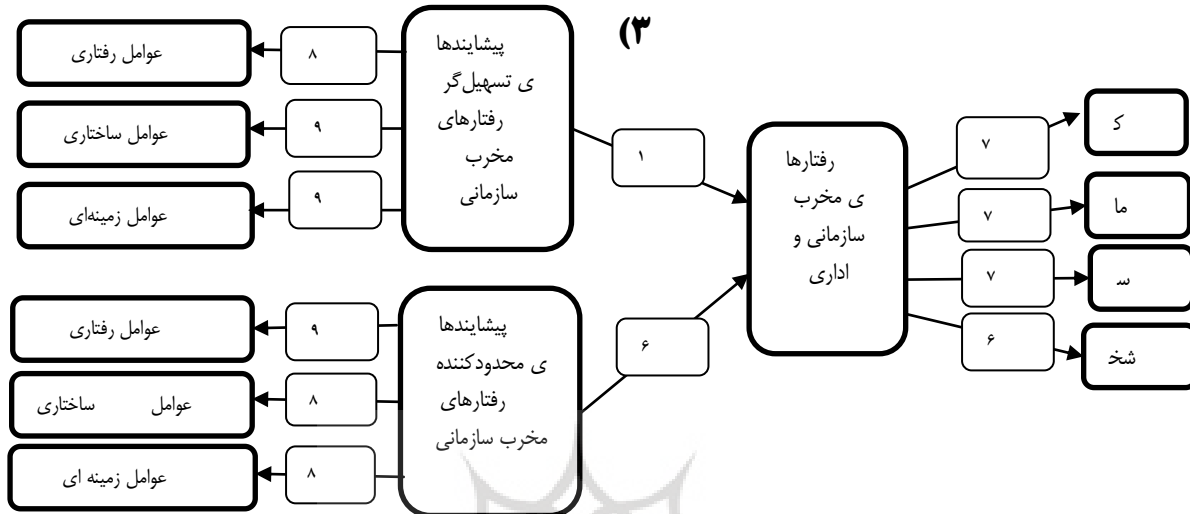 ۳)
ک
ما
سـ
شخ
۷
۷
۷
۶
رفتارها
ی مخرب
سازمانی و
اداری
۱
۶
پیشایندها
ی تسهیل‌گر
رفتارهای
مخرب
سازمانی
۸
۹
۹
عوامل رفتاری
عوامل ساختاری
عوامل زمینه‌ای
پیشایندها
ی محدودکننده
رفتارهای
مخرب سازمانی
۹
۸
۸
عوامل رفتاری
عوامل ساختاری
عوامل زمینه ای